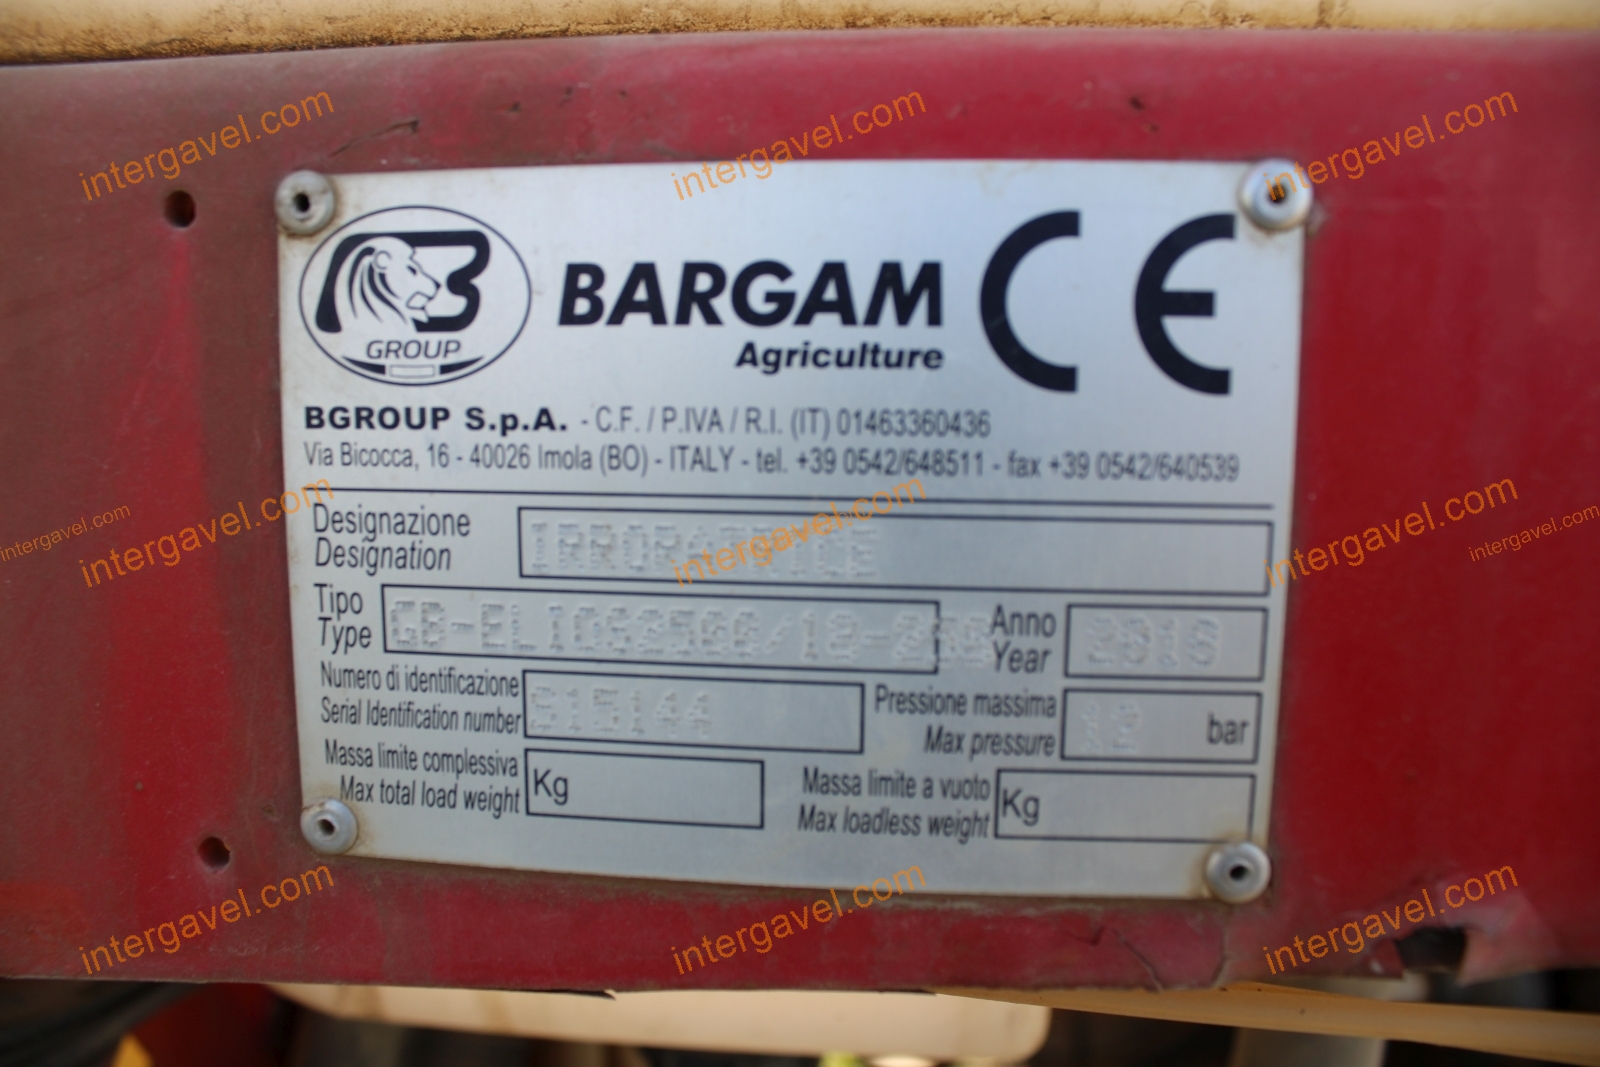 intergavel.com intergavel.com intergavel.com
B
GROUP
BARGAM
Agriculture
CE
BGROUP S.p.A. - C.F. / P.IVA / R.I. (IT) 01463360436
Via Bicocca, 16 - 40026 Imola (BO) - ITALY - tel. +39 0542/648511 - fax +39 0542/640539
intergavel.com intergavel.com intergavel.com intergavel.com intergavel.com
Designazione
Designation
IRRORATRICE
Tipo
Type
Anno
Year
2010
Numero di identificazione
Serial Identification number
Pressione massima
Max pressure
bar
Massa limite complessiva
Max total load weight
Kg
Massa limite a vuoto
Max loadless weight
Kg
intergavel.com intergavel.com intergavel.com